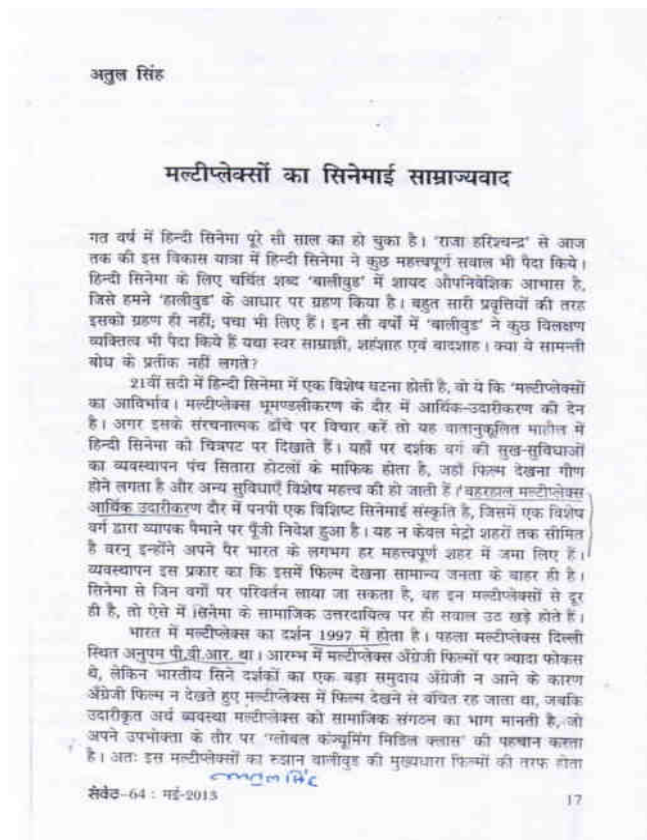 अतुल सिंह
मल्टीप्लेक्सों का सिनेमाई साम्राज्यवाद
गत वर्ष में हिन्दी सिनेमा पूरे सौ साल का हो चुका है। 'राजा हरिश्चन्द्र' से आज
तक की इस विकास यात्रा में हिन्दी सिनेमा ने कुछ महत्त्वपूर्ण सवाल भी पैदा किये।
हिन्दी सिनेमा के लिए चर्चित शब्द 'बालीवुड' में शायद औपनिवेशिक आभास है,
जिसे हमने 'हालीवुड' के आधार पर ग्रहण किया है। बहुत सारी प्रवृत्तियों की तरह
इसको ग्रहण ही नहीं; पचा भी लिए हैं। इन सौ वर्षों में 'बालीवुड' ने कुछ विलक्षण
व्यक्तित्व भी पैदा किये हैं यथा स्वर साम्राज्ञी, शहंशाह एवं बादशाह। क्या ये सामन्ती
बोध के प्रतीक नहीं लगते?
21वीं सदी में हिन्दी सिनेमा में एक विशेष घटना होती है, वो ये कि 'मल्टीप्लेक्सों
का आविर्भाव। मल्टीप्लेक्स भूमण्डलीकरण के दौर में आर्थिक-उदारीकरण की देन
है। अगर इसके संरचनात्मक ढाँचे पर विचार करें तो यह वातानुकूलित माहौल में
हिन्दी सिनेमा को चित्रपट पर दिखाते हैं। यहाँ पर दर्शक वर्ग की सुख-सुविधाओं
का व्यवस्थापन पंच सितारा होटलों के माफिक होता है, जहाँ फिल्म देखना गौण
होने लगता है और अन्य सुविधाएँ विशेष महत्त्व की हो जाती हैं। बहरहाल मल्टीप्लेक्स
आर्थिक उदारीकरण दौर में पनपी एक विशिष्ट सिनेमाई संस्कृति है, जिसमें एक विशेष
वर्ग द्वारा व्यापक पैमाने पर पूँजी निवेश हुआ है। यह न केवल मेट्रो शहरों तक सीमित
है वरन् इन्होंने अपने पैर भारत के लगभग हर महत्त्वपूर्ण शहर में जमा लिए हैं।
व्यवस्थापन इस प्रकार का कि इसमें फिल्म देखना सामान्य जनता के बाहर ही है।
सिनेमा से जिन वर्गों पर परिवर्तन लाया जा सकता है, वह इन मल्टीप्लेक्सों से दूर
ही है, तो ऐसे में सिनेमा के सामाजिक उत्तरदायित्व पर ही सवाल उठ खड़े होते हैं।
भारत में मल्टीप्लेक्स का दर्शन 1997 में होता है। पहला मल्टीप्लेक्स दिल्ली
स्थित अनुपम पी.वी.आर. था। आरम्भ में मल्टीप्लेक्स अँग्रेजी फिल्मों पर ज्यादा फोकस
थे, लेकिन भारतीय सिने दर्शकों का एक बड़ा समुदाय अँग्रेजी न आने के कारण
अँग्रेजी फिल्म न देखते हुए मल्टीप्लेक्स में फिल्म देखने से वंचित रह जाता था, जबकि
उदारीकृत अर्थ व्यवस्था मल्टीप्लेक्स को सामाजिक संगठन का भाग मानती है, जो
अपने उपभोक्ता के तौर पर 'ग्लोबल कंज्यूमिंग मिडिल क्लास' की पहचान करता
है। अतः इस मल्टीप्लेक्सों का रुझान बालीवुड की मुख्यधारा फिल्मों की तरफ होता
अतुल सिंह
संवेद-64 : मई-2013
17